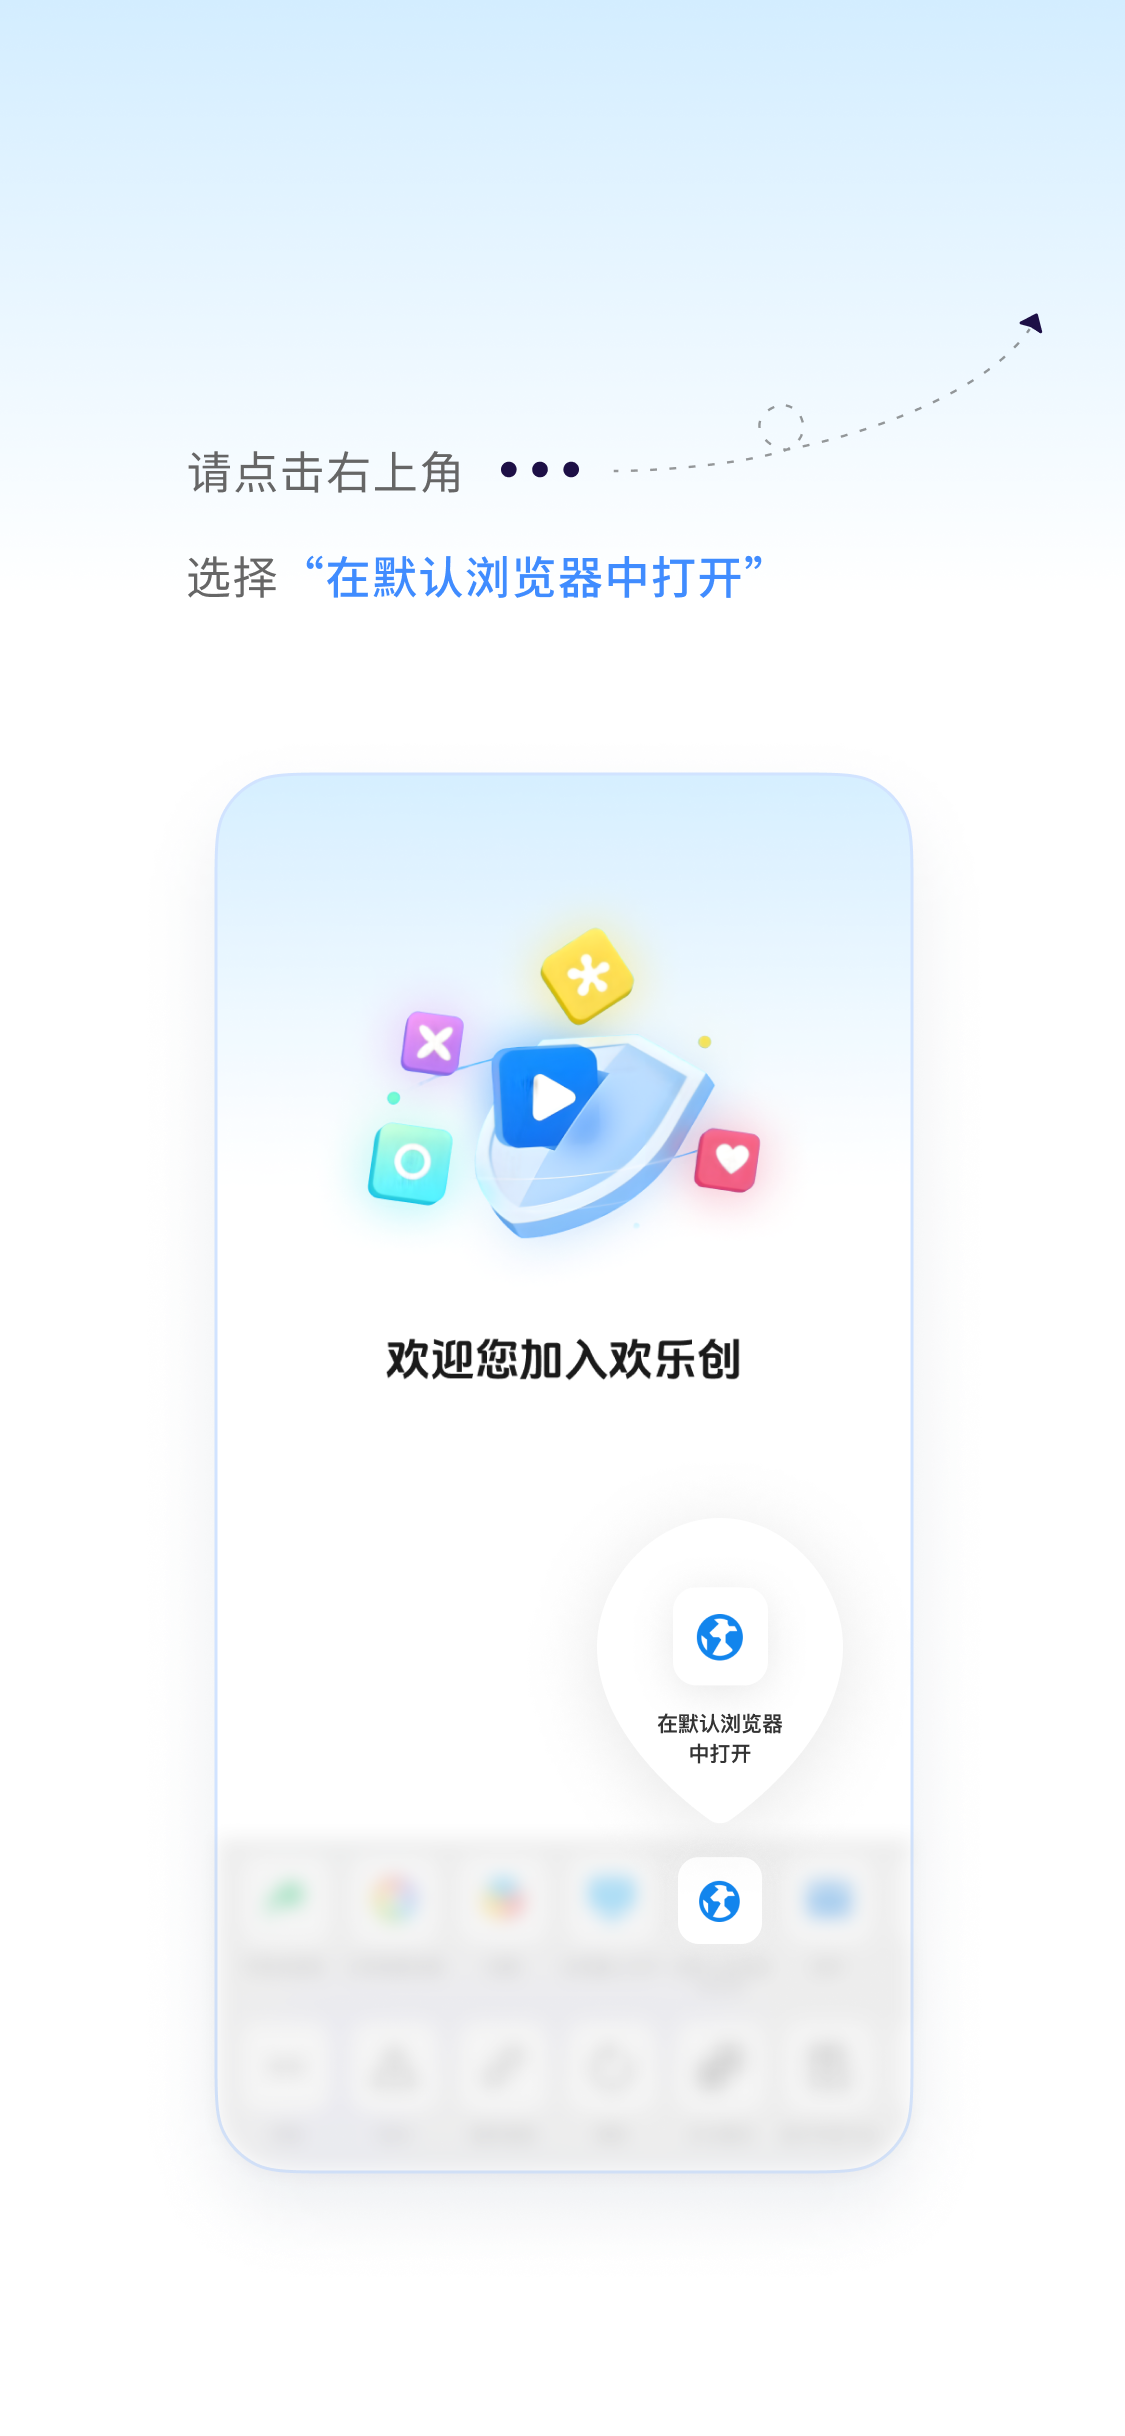 请点击右上角 •••
选择“在默认浏览器中打开”
欢迎您加入欢乐创
在默认浏览器
中打开